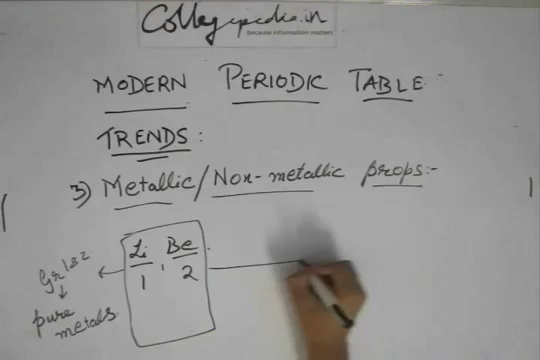 Collegepedia.in
because information matters
MODERN PERIODIC TABLE
TRENDS:
3) Metallic/Non-metallic props:-
Li, Be
1 2
Gr 1 & 2
pure
metals.